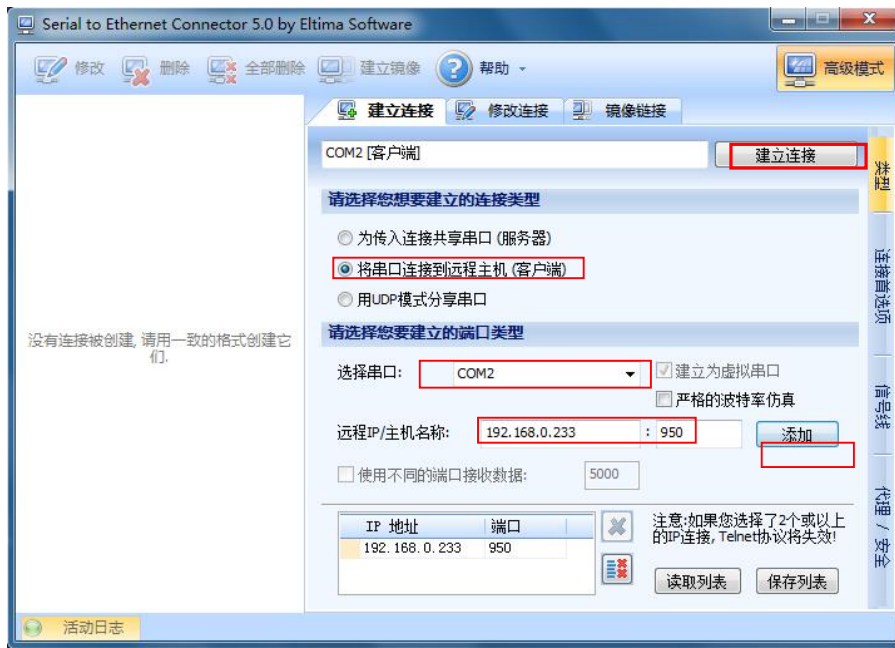 Serial to Ethernet Connector 5.0 by Eltima Software
修改 删除 全部删除 建立镜像 帮助 高级模式
建立连接 修改连接 镜像链接
COM2 [客户端] 建立连接
请选择您想要建立的连接类型
为传入连接共享串口 (服务器)
将串口连接到远程主机 (客户端)
用UDP模式分享串口
没有连接被创建, 请用一致的格式创建它
们.
请选择您要建立的端口类型
选择串口: COM2 建立为虚拟串口
严格的波特率仿真
远程IP/主机名称: 192.168.0.233 : 950 添加
使用不同的端口接收数据: 5000
IP 地址 端口
192.168.0.233 950
注意:如果您选择了2个或以上
的IP连接, Telnet协议将失效!
读取列表 保存列表
类型
连接首选项
信号线
代理 / 安全
活动日志